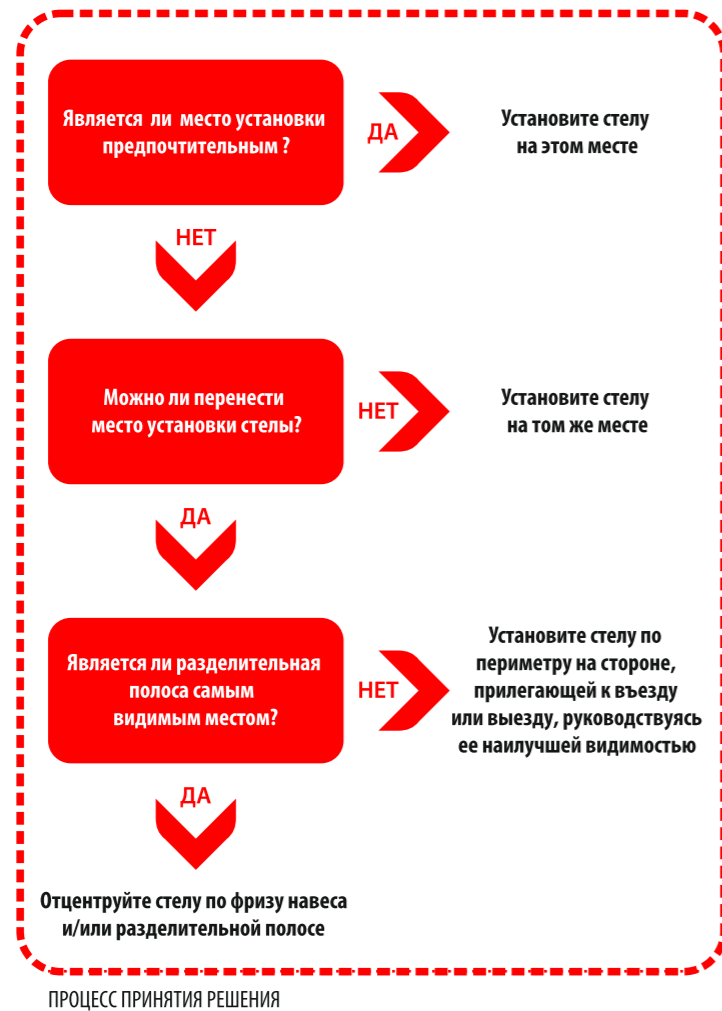 Является ли место установки
предпочтительным ?
ДА
Установите стелу
на этом месте
НЕТ
Можно ли перенести
место установки стелы?
НЕТ
Установите стелу
на том же месте
ДА
Является ли разделительная
полоса самым
видимым местом?
НЕТ
Установите стелу по
периметру на стороне,
прилегающей к въезду
или выезду, руководствуясь
ее наилучшей видимостью
ДА
Отцентруйте стелу по фризу навеса
и/или разделительной полосе
ПРОЦЕСС ПРИНЯТИЯ РЕШЕНИЯ